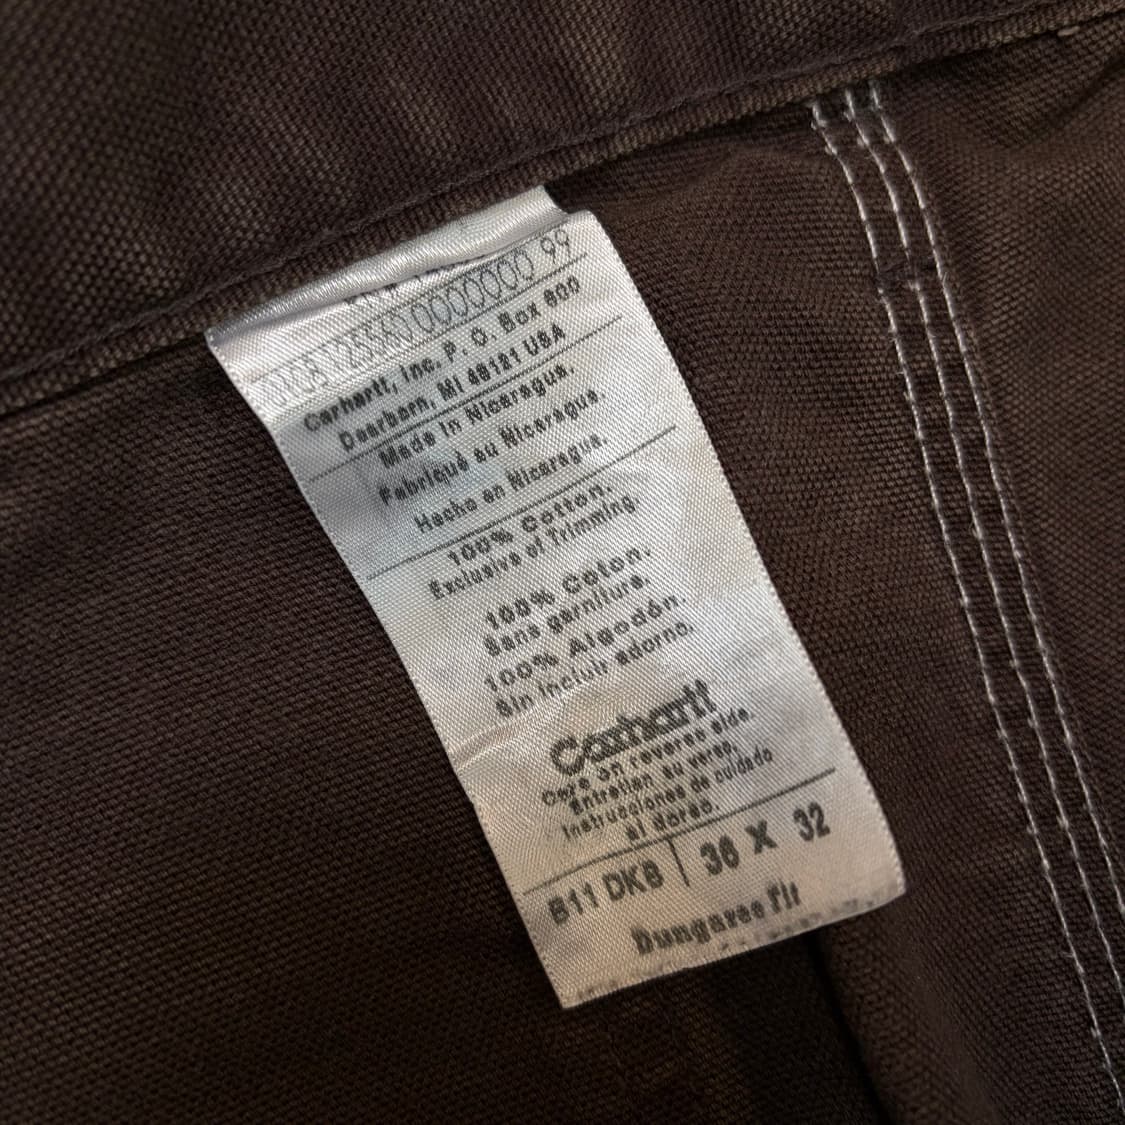 Carhartt, Inc. P. O. Box 600
Dearborn, MI 48121 USA
Made in Nicaragua.
Fabriqué au Nicaragua.
Hecho en Nicaragua.
100% Cotton.
Exclusive of Trimming.
100% Coton.
Sans garniture.
100% Algodón.
Sin incluir adorno.
Carhartt
Care on reverse side.
Entretien au verso.
Instrucciones de cuidado
al dorso.
B11 DKB 36 X 32
Dungaree Fit